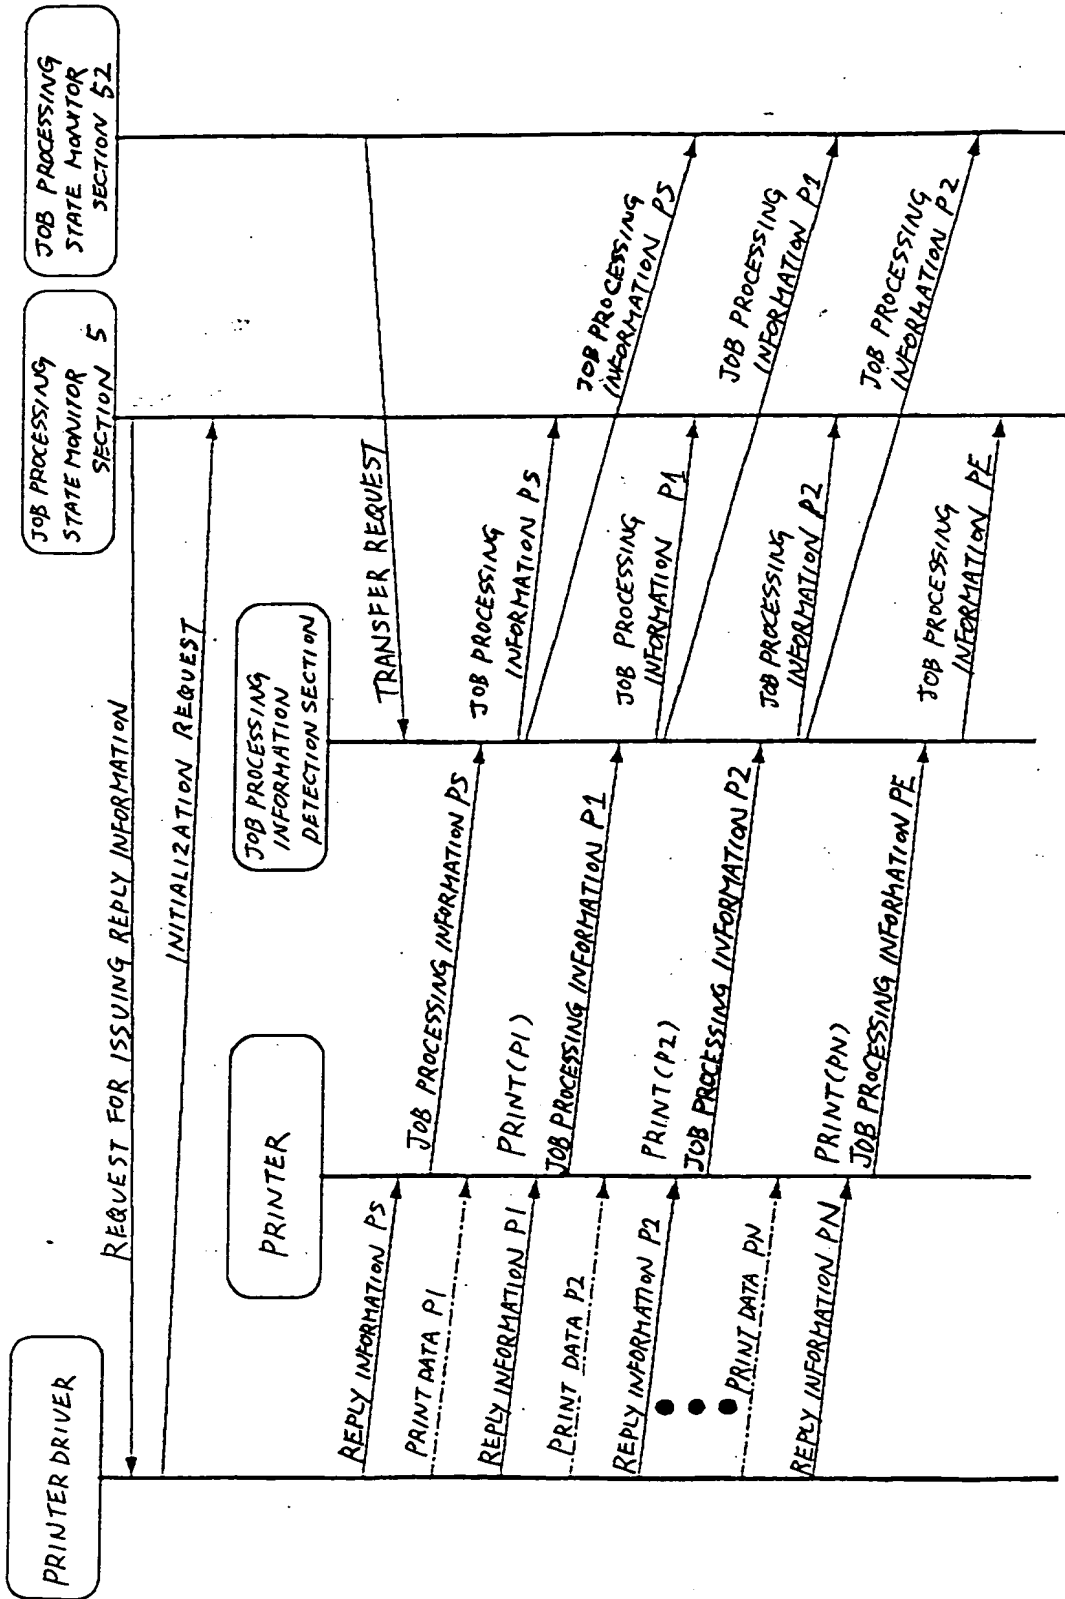 PRINTER DRIVER
PRINTER
JOB PROCESSING
INFORMATION
DETECTION SECTION
JOB PROCESSING
STATE MONITOR
SECTION 5
JOB PROCESSING
STATE MONITOR
SECTION 52
REQUEST FOR ISSUING REPLY INFORMATION
INITIALIZATION REQUEST
TRANSFER REQUEST
REPLY INFORMATION PS
JOB PROCESSING INFORMATION PS
JOB PROCESSING
INFORMATION PS
JOB PROCESSING
INFORMATION PS
PRINT DATA P1
REPLY INFORMATION P1
PRINT(P1)
JOB PROCESSING INFORMATION P1
JOB PROCESSING
INFORMATION P1
JOB PROCESSING
INFORMATION P1
PRINT DATA P2
REPLY INFORMATION P2
PRINT(P2)
JOB PROCESSING INFORMATION P2
JOB PROCESSING
INFORMATION P2
JOB PROCESSING
INFORMATION P2
PRINT DATA PN
REPLY INFORMATION PN
PRINT(PN)
JOB PROCESSING INFORMATION PE
JOB PROCESSING
INFORMATION PE